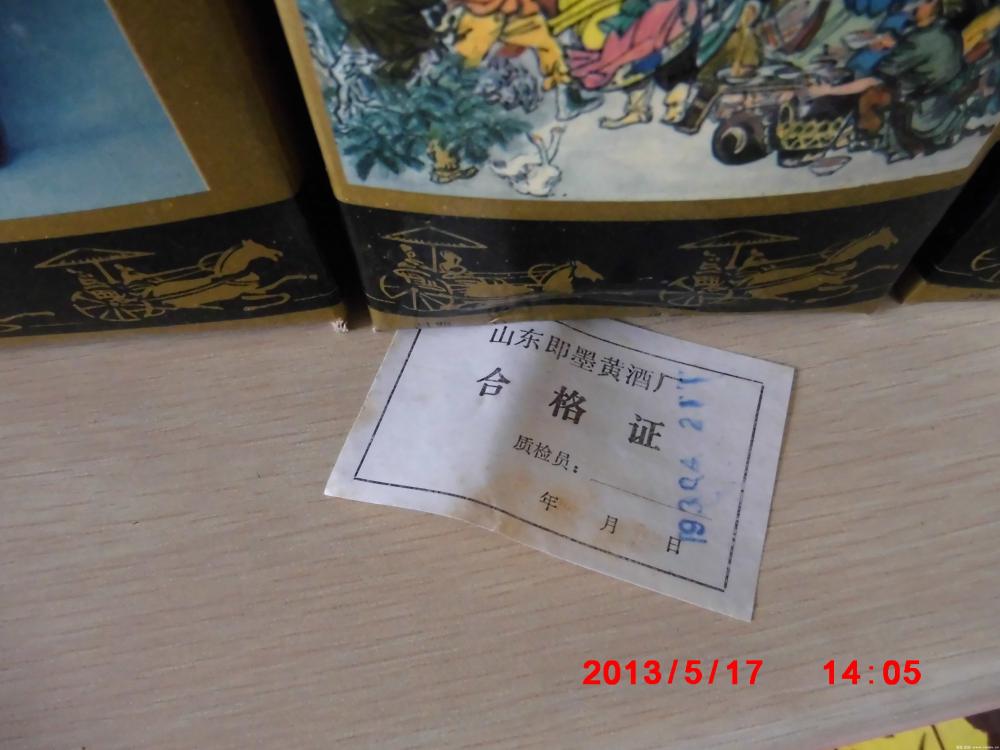 山东即墨黄酒厂
合格证
质检员：
年 月 日
2013/5/17 14:05